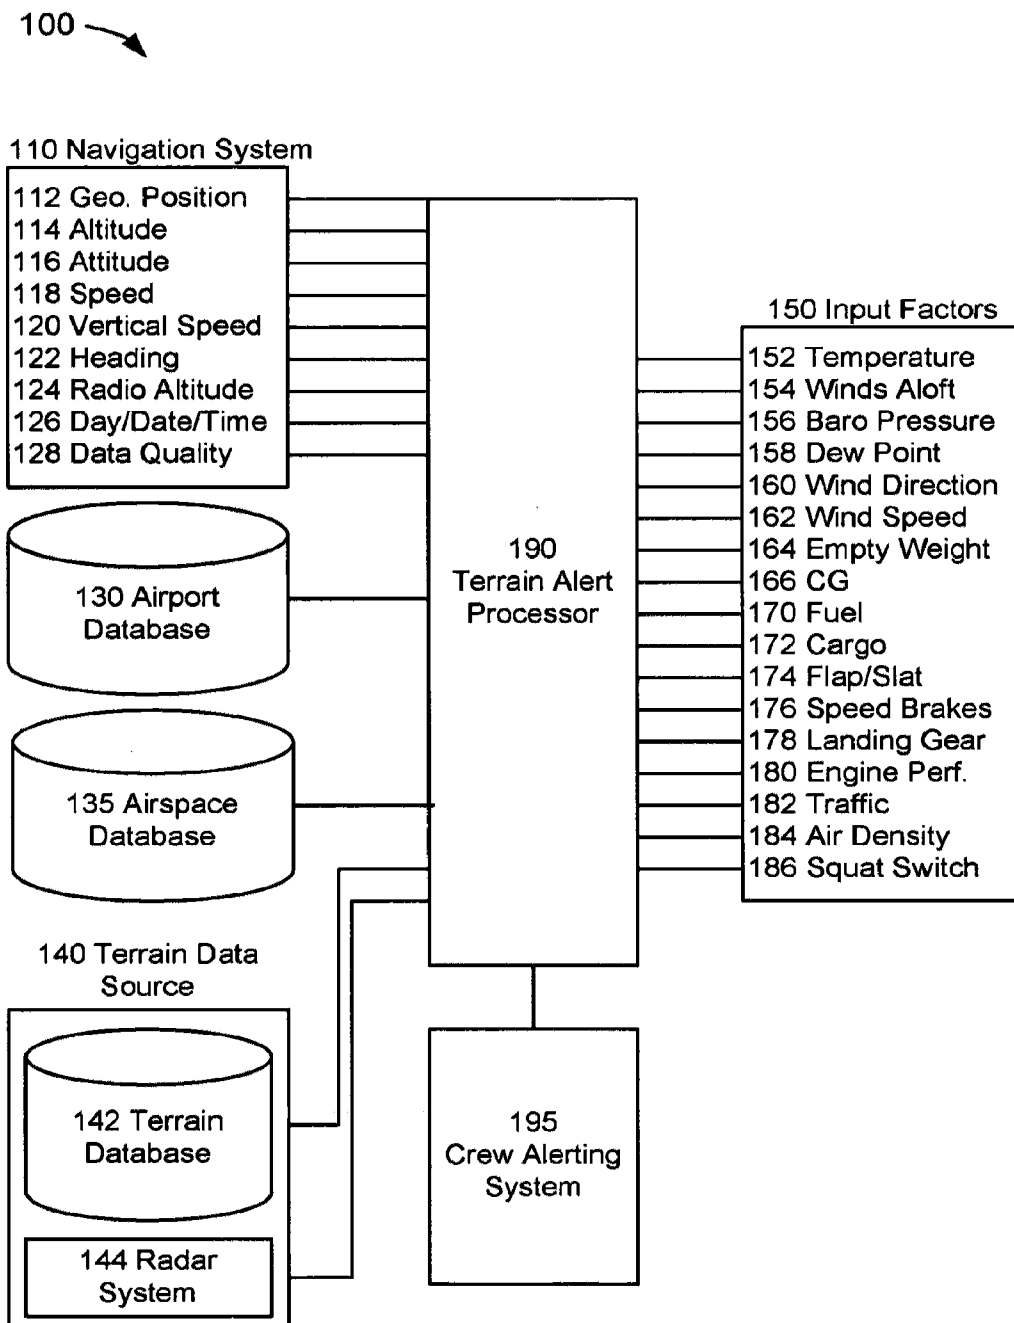 100
110 Navigation System
112 Geo. Position
114 Altitude
116 Attitude
118 Speed
120 Vertical Speed
122 Heading
124 Radio Altitude
126 Day/Date/Time
128 Data Quality
130 Airport
Database
135 Airspace
Database
140 Terrain Data
Source
142 Terrain
Database
144 Radar
System
190
Terrain Alert
Processor
195
Crew Alerting
System
150 Input Factors
152 Temperature
154 Winds Aloft
156 Baro Pressure
158 Dew Point
160 Wind Direction
162 Wind Speed
164 Empty Weight
166 CG
170 Fuel
172 Cargo
174 Flap/Slat
176 Speed Brakes
178 Landing Gear
180 Engine Perf.
182 Traffic
184 Air Density
186 Squat Switch